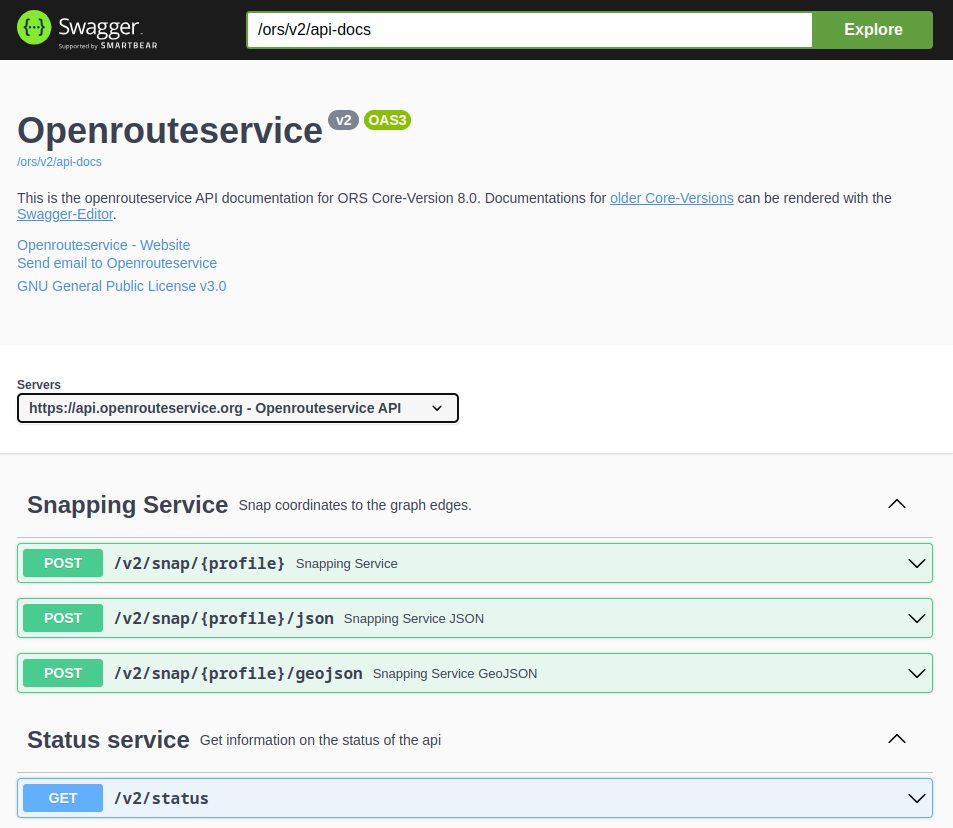 Swagger
Supported by SMARTBEAR
/ors/v2/api-docs
Explore
Openrouteservice v2 OAS3
/ors/v2/api-docs
This is the openrouteservice API documentation for ORS Core-Version 8.0. Documentations for older Core-Versions can be rendered with the
Swagger-Editor.
Openrouteservice - Website
Send email to Openrouteservice
GNU General Public License v3.0
Servers
https://api.openrouteservice.org - Openrouteservice API
Snapping Service Snap coordinates to the graph edges.
POST /v2/snap/{profile} Snapping Service
POST /v2/snap/{profile}/json Snapping Service JSON
POST /v2/snap/{profile}/geojson Snapping Service GeoJSON
Status service Get information on the status of the api
GET /v2/status